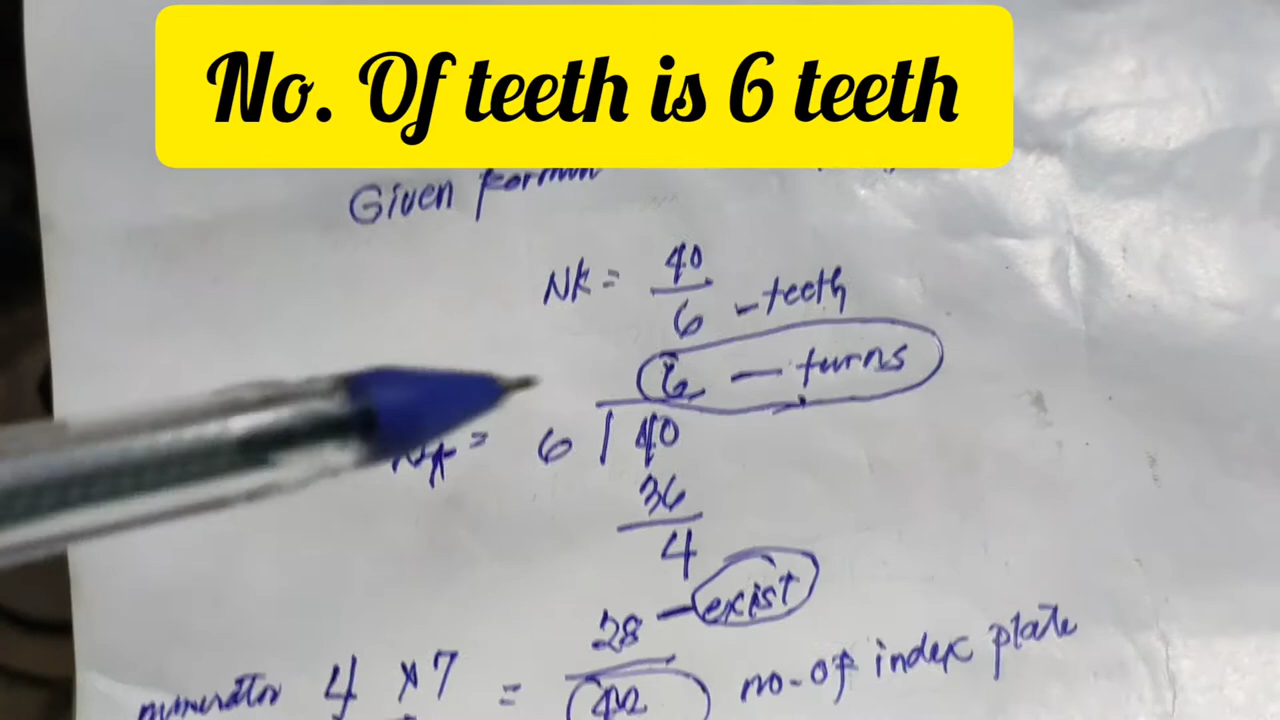 No. Of teeth is 6 teeth
Given
NK = 40/6 - teeth
6 — turns
= 6 | 40
36
4
28 — exist
numerator 4 x 7 = 42 no. of index plate